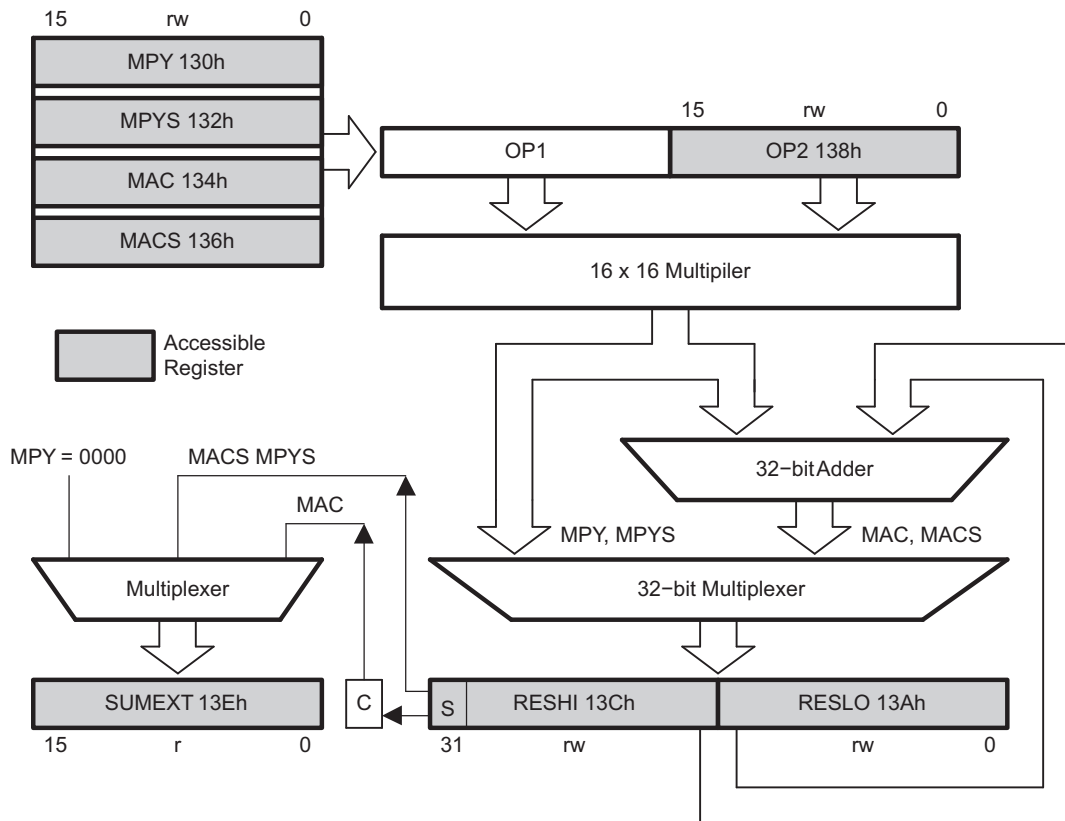 15 rw 0
MPY 130h
MPYS 132h
MAC 134h
MACS 136h
15 rw 0
OP1 OP2 138h
16 x 16 Multipiler
Accessible
Register
MPY = 0000 MACS MPYS
MAC
32−bit Adder
MPY, MPYS MAC, MACS
Multiplexer
32−bit Multiplexer
SUMEXT 13Eh
C
S
RESHI 13Ch
RESLO 13Ah
15 r 0
31 rw rw 0